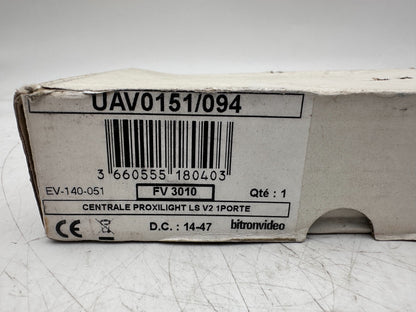 UAV0151/094
3 660555 180403
EV-140-051 FV 3010 Qté : 1
CENTRALE PROXILIGHT LS V2 1PORTE
CE D.C. : 14-47 bitronvideo